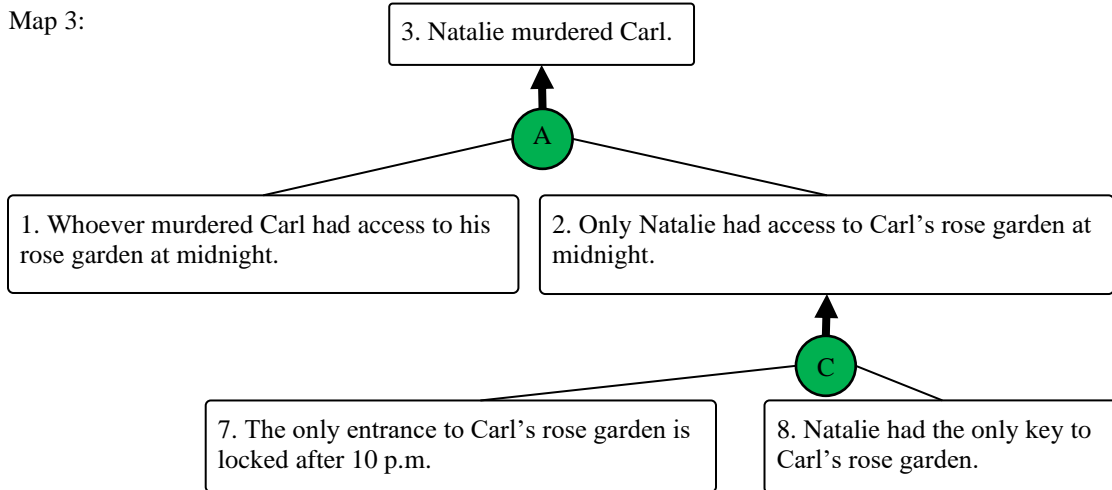 Map 3:
3. Natalie murdered Carl.
A
1. Whoever murdered Carl had access to his
rose garden at midnight.
2. Only Natalie had access to Carl’s rose garden at
midnight.
C
7. The only entrance to Carl’s rose garden is
locked after 10 p.m.
8. Natalie had the only key to
Carl’s rose garden.